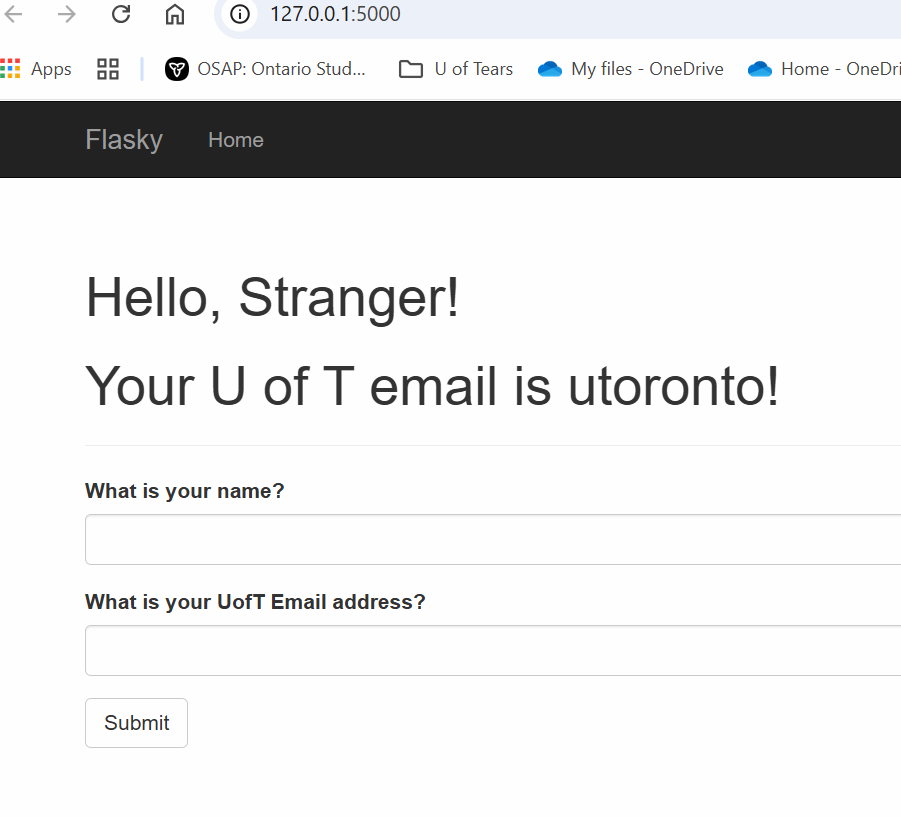 127.0.0.1:5000
Apps OSAP: Ontario Stud... U of Tears My files - OneDrive Home - OneDri
Flasky Home
Hello, Stranger!
Your U of T email is utoronto!
What is your name?
What is your UofT Email address?
Submit